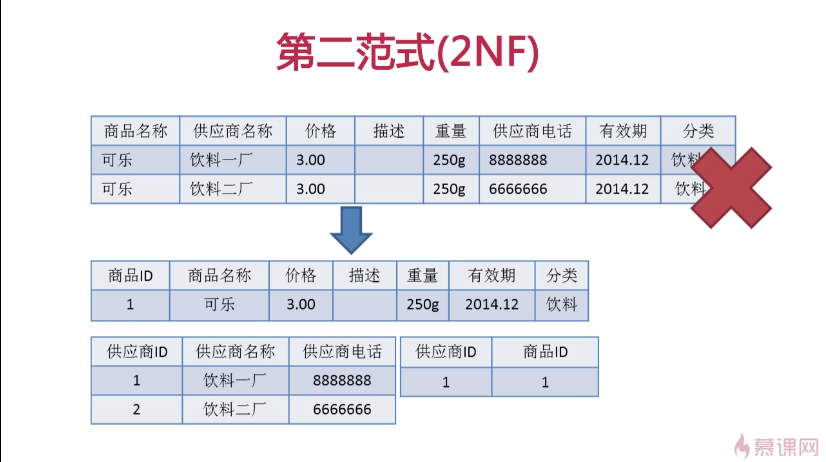 第二范式(2NF)
商品名称 供应商名称 价格 描述 重量 供应商电话 有效期 分类
可乐 饮料一厂 3.00 250g 8888888 2014.12 饮料
可乐 饮料二厂 3.00 250g 6666666 2014.12 饮料
商品ID 商品名称 价格 描述 重量 有效期 分类
1 可乐 3.00 250g 2014.12 饮料
供应商ID 供应商名称 供应商电话
1 饮料一厂 8888888
2 饮料二厂 6666666
供应商ID 商品ID
1 1
慕课网